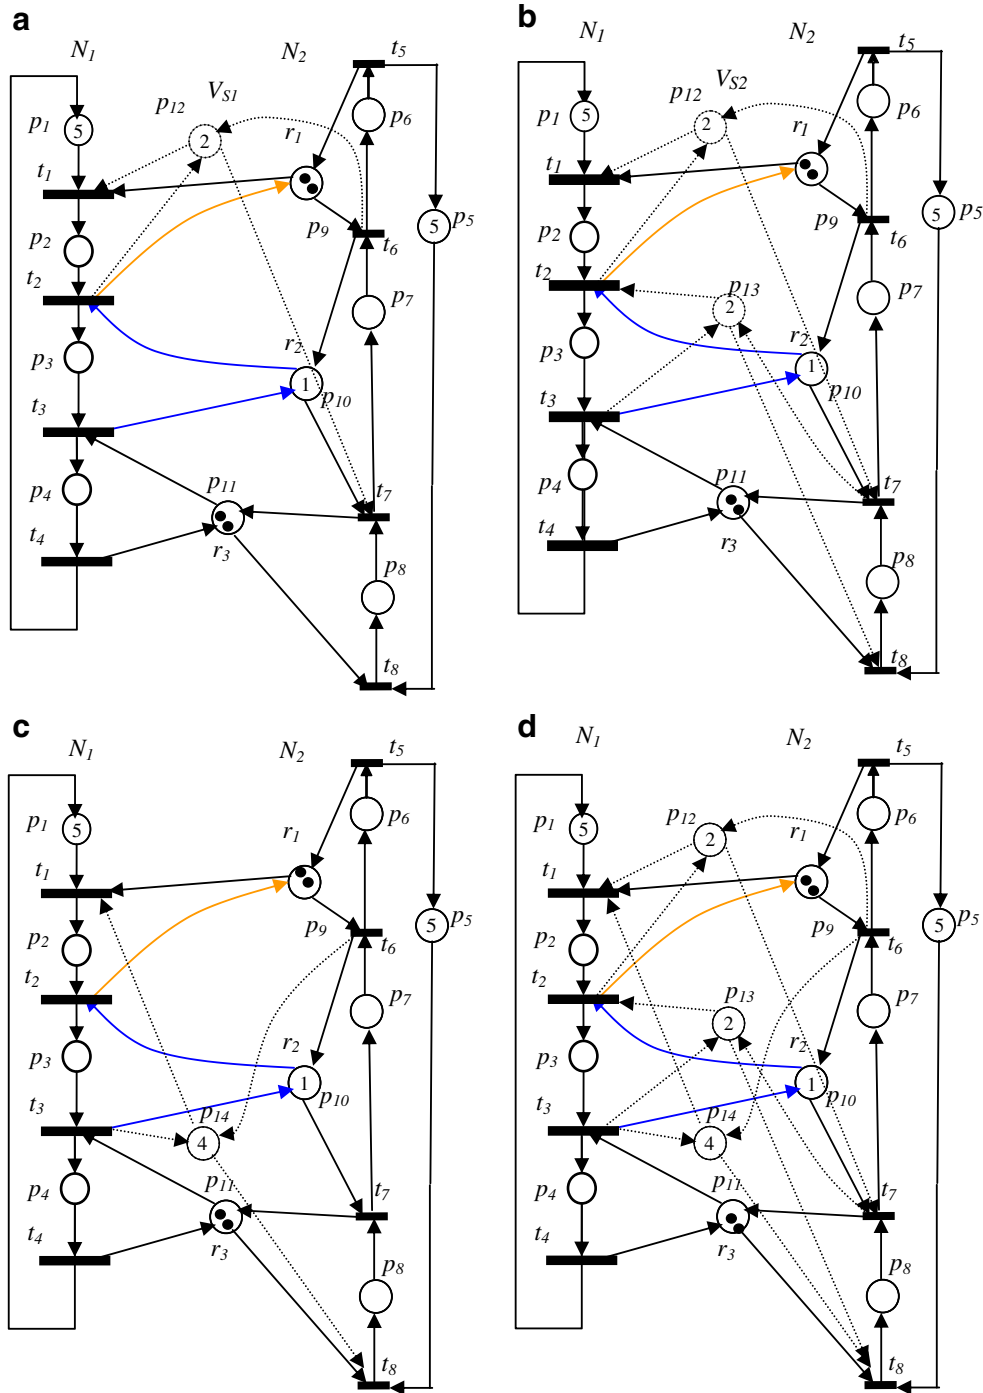 a
N1 N2 t5
p12 VS1
p1 5 2 r1 p6
t1
p2 p9 t6 5 p5
t2
p7
p3 r2
1 p10
t3
p4 p11 t7
t4 r3 p8
t8
b
N1 N2 t5
p12 VS2
p1 5 2 r1 p6
t1
p2 p9 t6 5 p5
t2 p13 p7
2
p3 r2
1 p10
t3
p4 p11 t7
t4 r3 p8
t8
c
N1 N2 t5
p1 5 r1 p6
t1
p2 p9 t6 5 p5
t2 p7
p3 r2
1 p10
t3 p14
4
p4 p11 t7
t4 r3 p8
t8
d
N1 N2 t5
p12
p1 5 2 r1 p6
t1
p2 p9 t6 5 p5
t2 p13 p7
2
p3 r2
1 p10
t3 p14
4
p4 p11 t7
t4 r3 p8
t8